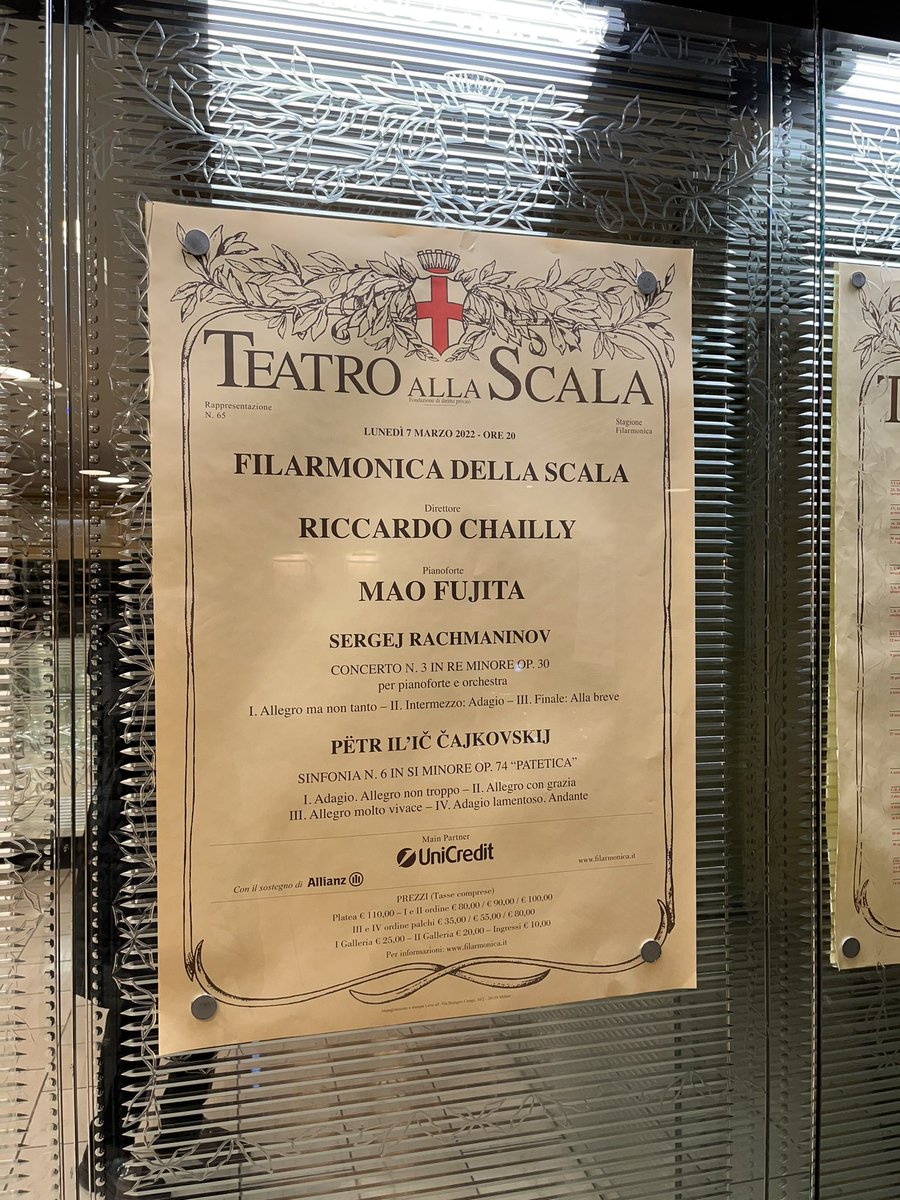 TEATRO ALLA SCALA
Fondazione di diritto privato
Rappresentazione
N. 65
Stagione
Filarmonica
LUNEDÌ 7 MARZO 2022 - ORE 20
FILARMONICA DELLA SCALA
Direttore
RICCARDO CHAILLY
Pianoforte
MAO FUJITA
SERGEJ RACHMANINOV
CONCERTO N. 3 IN RE MINORE OP. 30
per pianoforte e orchestra
I. Allegro ma non tanto – II. Intermezzo: Adagio – III. Finale: Alla breve
PËTR IL'IČ ČAJKOVSKIJ
SINFONIA N. 6 IN SI MINORE OP. 74 “PATETICA”
I. Adagio. Allegro non troppo – II. Allegro con grazia
III. Allegro molto vivace – IV. Adagio lamentoso. Andante
Main Partner
UniCredit
www.filarmonica.it
Con il sostegno di Allianz
PREZZI (Tasse comprese)
Platea € 110,00 – I e II ordine € 80,00 / € 90,00 / € 100,00
III e IV ordine palchi € 35,00 / € 55,00 / € 80,00
I Galleria € 25,00 – II Galleria € 20,00 – Ingressi € 10,00
Per informazioni: www.filarmonica.it